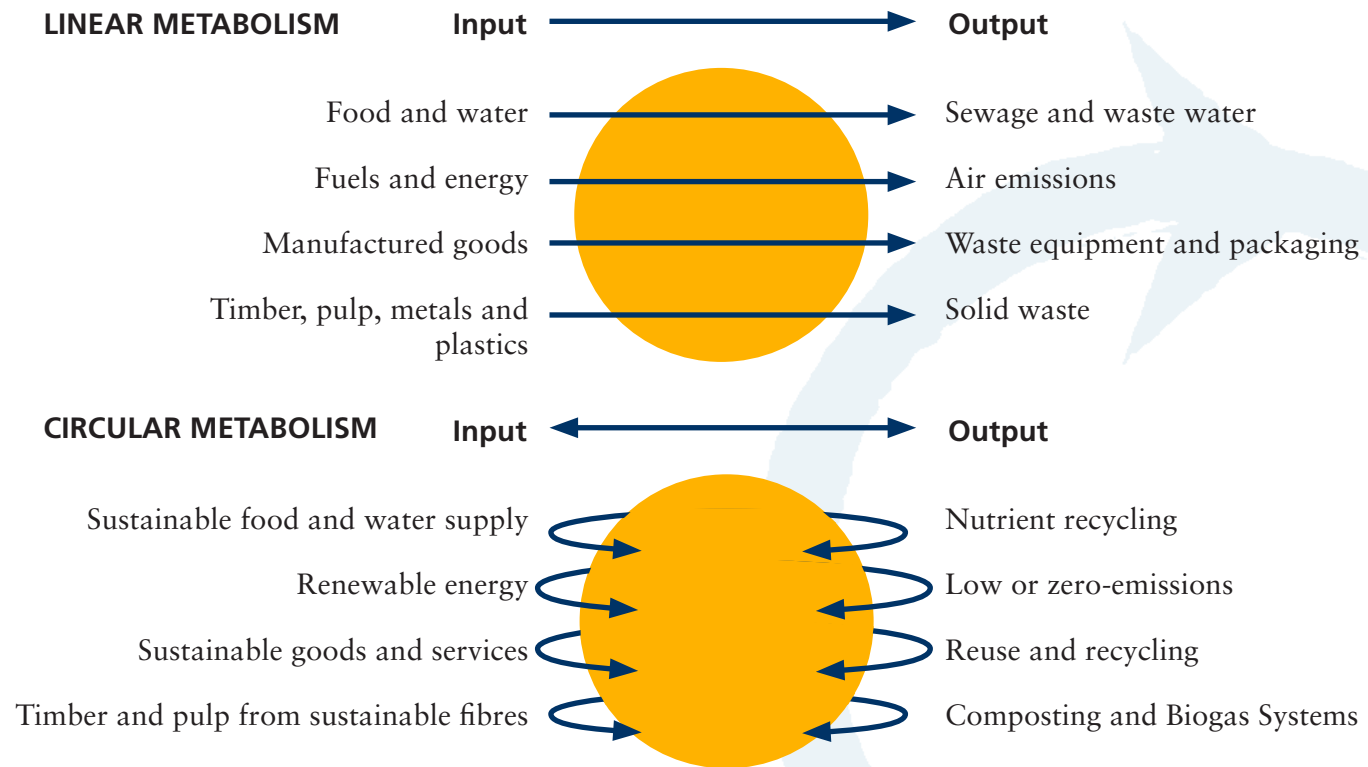 LINEAR METABOLISM Input Output
Food and water Sewage and waste water
Fuels and energy Air emissions
Manufactured goods Waste equipment and packaging
Timber, pulp, metals and Solid waste
plastics
CIRCULAR METABOLISM Input Output
Sustainable food and water supply Nutrient recycling
Renewable energy Low or zero-emissions
Sustainable goods and services Reuse and recycling
Timber and pulp from sustainable fibres Composting and Biogas Systems